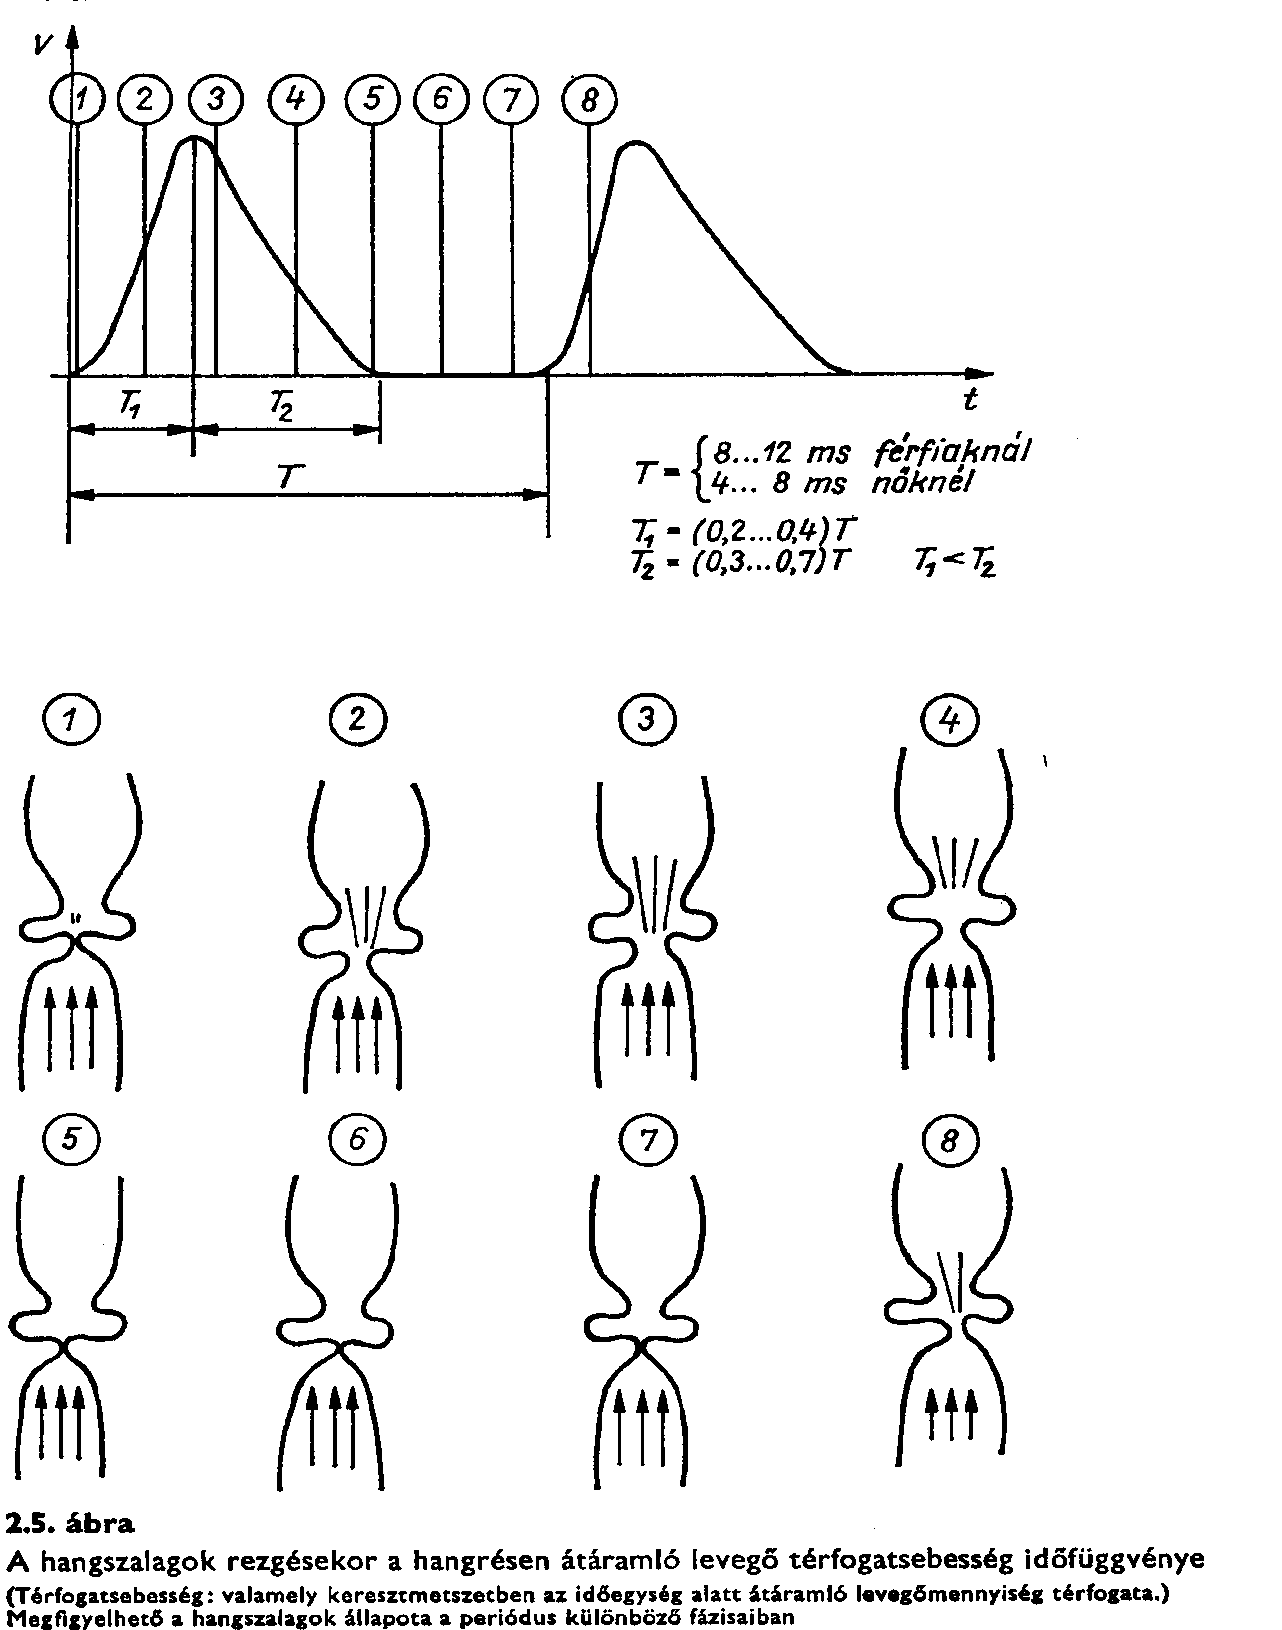 v
1 2 3 4 5 6 7 8
t
T1 T2
T
T = { 8...12 ms férfiaknál
4... 8 ms nőknél
T1 = (0,2...0,4)T
T2 = (0,3...0,7)T T1<T2
1 2 3 4
5 6 7 8
2.5. ábra
A hangszalagok rezgésekor a hangrésen átáramló levegő térfogatsebesség időfüggvénye
(Térfogatsebesség: valamely keresztmetszetben az időegység alatt átáramló levegőmennyiség térfogata.)
Megfigyelhető a hangszalagok állapota a periódus különböző fázisaiban